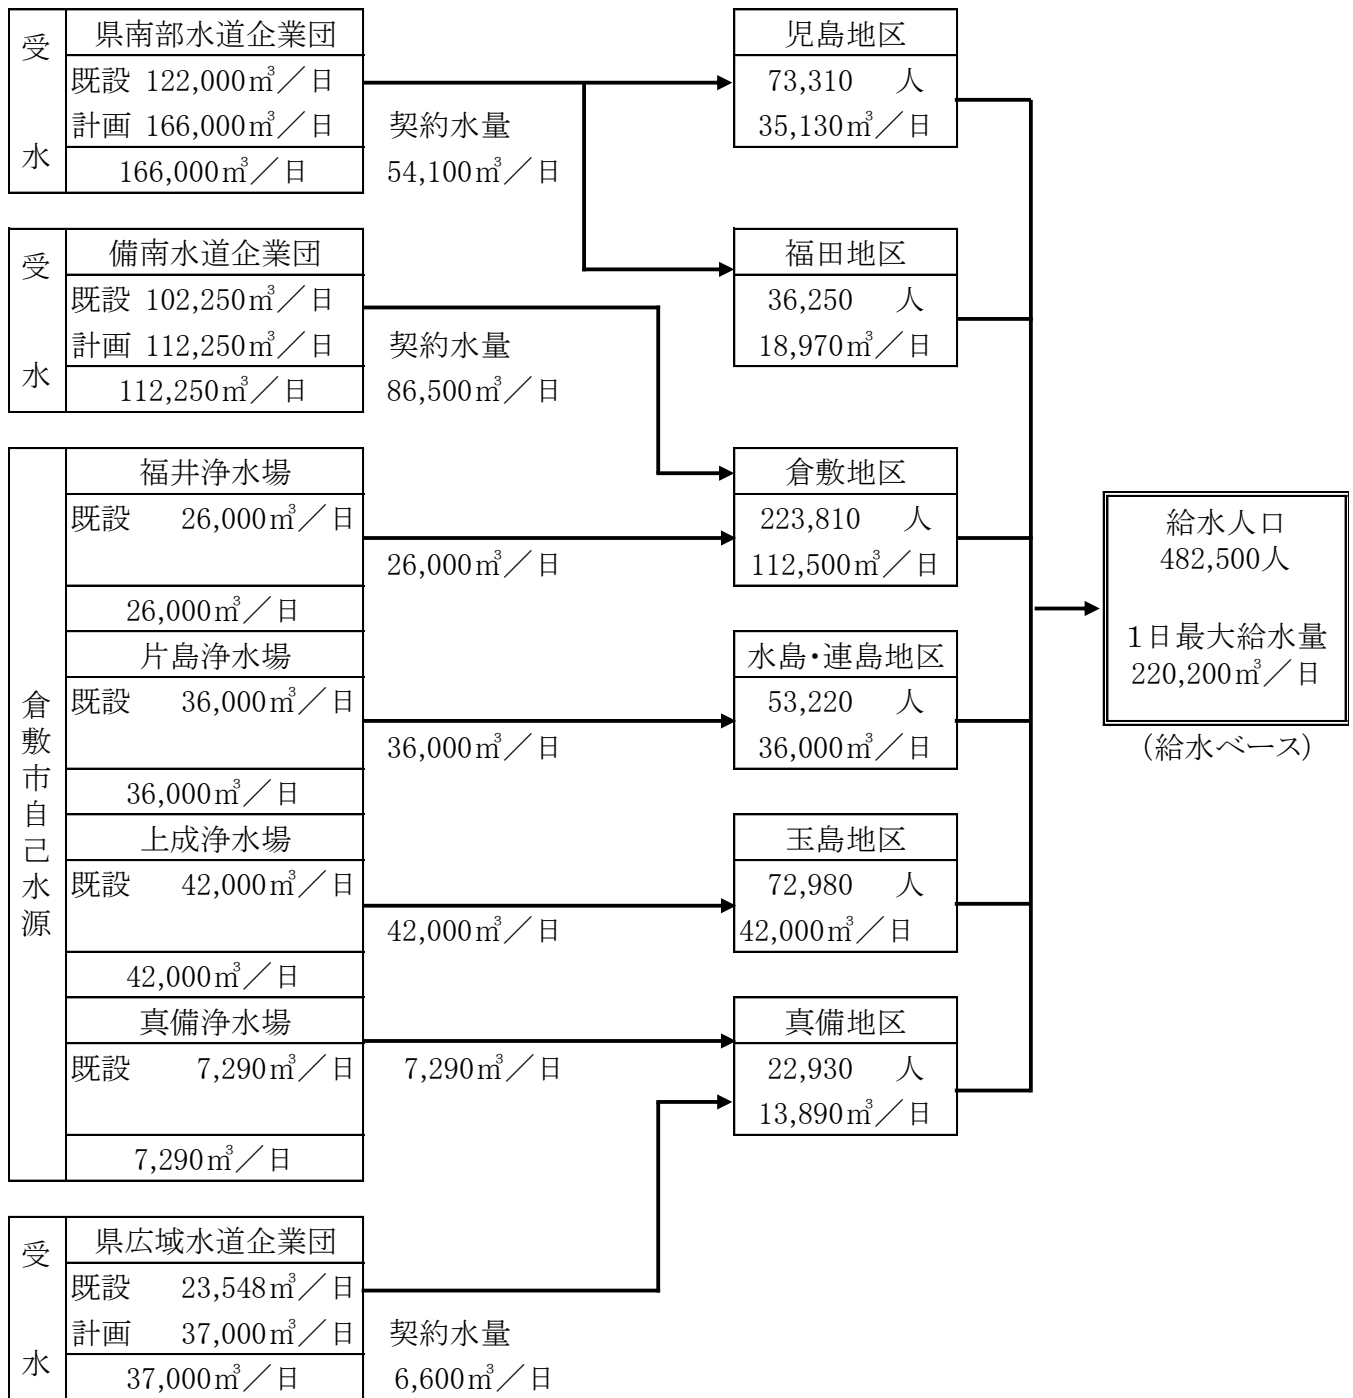 受水
県南部水道企業団
既設 122,000㎥／日
計画 166,000㎥／日
166,000㎥／日
契約水量
54,100㎥／日
児島地区
73,310 人
35,130㎥／日
受水
備南水道企業団
既設 102,250㎥／日
計画 112,250㎥／日
112,250㎥／日
契約水量
86,500㎥／日
福田地区
36,250 人
18,970㎥／日
倉敷市自己水源
福井浄水場
既設 26,000㎥／日
26,000㎥／日
26,000㎥／日
倉敷地区
223,810 人
112,500㎥／日
片島浄水場
既設 36,000㎥／日
36,000㎥／日
36,000㎥／日
水島・連島地区
53,220 人
36,000㎥／日
上成浄水場
既設 42,000㎥／日
42,000㎥／日
42,000㎥／日
玉島地区
72,980 人
42,000㎥／日
真備浄水場
既設 7,290㎥／日
7,290㎥／日
7,290㎥／日
真備地区
22,930 人
13,890㎥／日
受水
県広域水道企業団
既設 23,548㎥／日
計画 37,000㎥／日
37,000㎥／日
契約水量
6,600㎥／日
給水人口
482,500人
1日最大給水量
220,200㎥／日
(給水ベース)